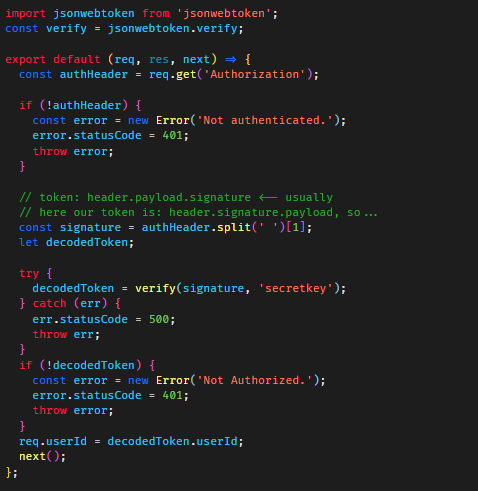 import jsonwebtoken from 'jsonwebtoken';
const verify = jsonwebtoken.verify;

export default (req, res, next) => {
  const authHeader = req.get('Authorization');

  if (!authHeader) {
    const error = new Error('Not authenticated.');
    error.statusCode = 401;
    throw error;
  }

  // token: header.payload.signature <-- usually
  // here our token is: header.signature.payload, so...
  const signature = authHeader.split(' ')[1];
  let decodedToken;

  try {
    decodedToken = verify(signature, 'secretkey');
  } catch (err) {
    err.statusCode = 500;
    throw err;
  }
  if (!decodedToken) {
    const error = new Error('Not Authorized.');
    error.statusCode = 401;
    throw error;
  }
  req.userId = decodedToken.userId;
  next();
};